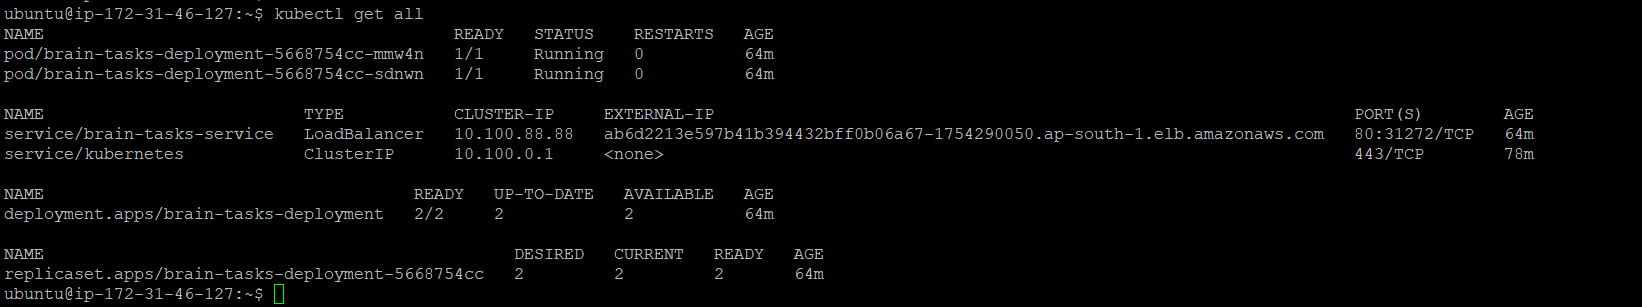 ubuntu@ip-172-31-46-127:~$ kubectl get all
NAME READY STATUS RESTARTS AGE
pod/brain-tasks-deployment-5668754cc-mmw4n 1/1 Running 0 64m
pod/brain-tasks-deployment-5668754cc-sdnwn 1/1 Running 0 64m
NAME TYPE CLUSTER-IP EXTERNAL-IP PORT(S) AGE
service/brain-tasks-service LoadBalancer 10.100.88.88 ab6d2213e597b41b394432bff0b06a67-1754290050.ap-south-1.elb.amazonaws.com 80:31272/TCP 64m
service/kubernetes ClusterIP 10.100.0.1 <none> 443/TCP 78m
NAME READY UP-TO-DATE AVAILABLE AGE
deployment.apps/brain-tasks-deployment 2/2 2 2 64m
NAME DESIRED CURRENT READY AGE
replicaset.apps/brain-tasks-deployment-5668754cc 2 2 2 64m
ubuntu@ip-172-31-46-127:~$